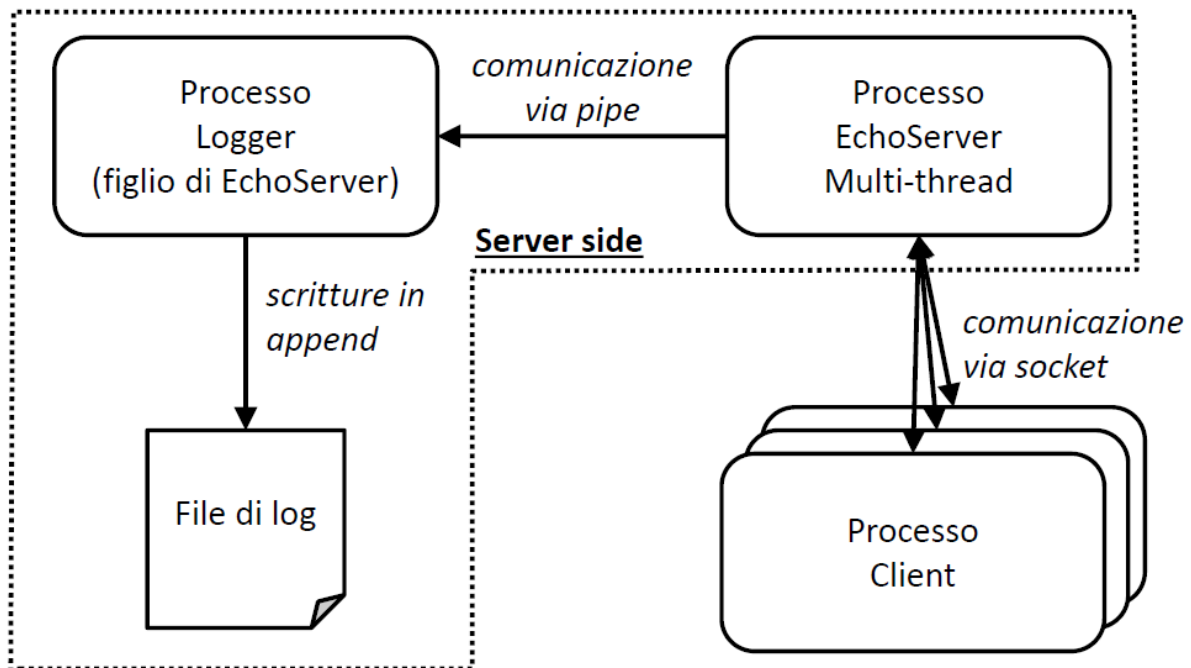 Processo
Logger
(figlio di EchoServer)
comunicazione
via pipe
Processo
EchoServer
Multi-thread
Server side
scritture in
append
comunicazione
via socket
File di log
Processo
Client